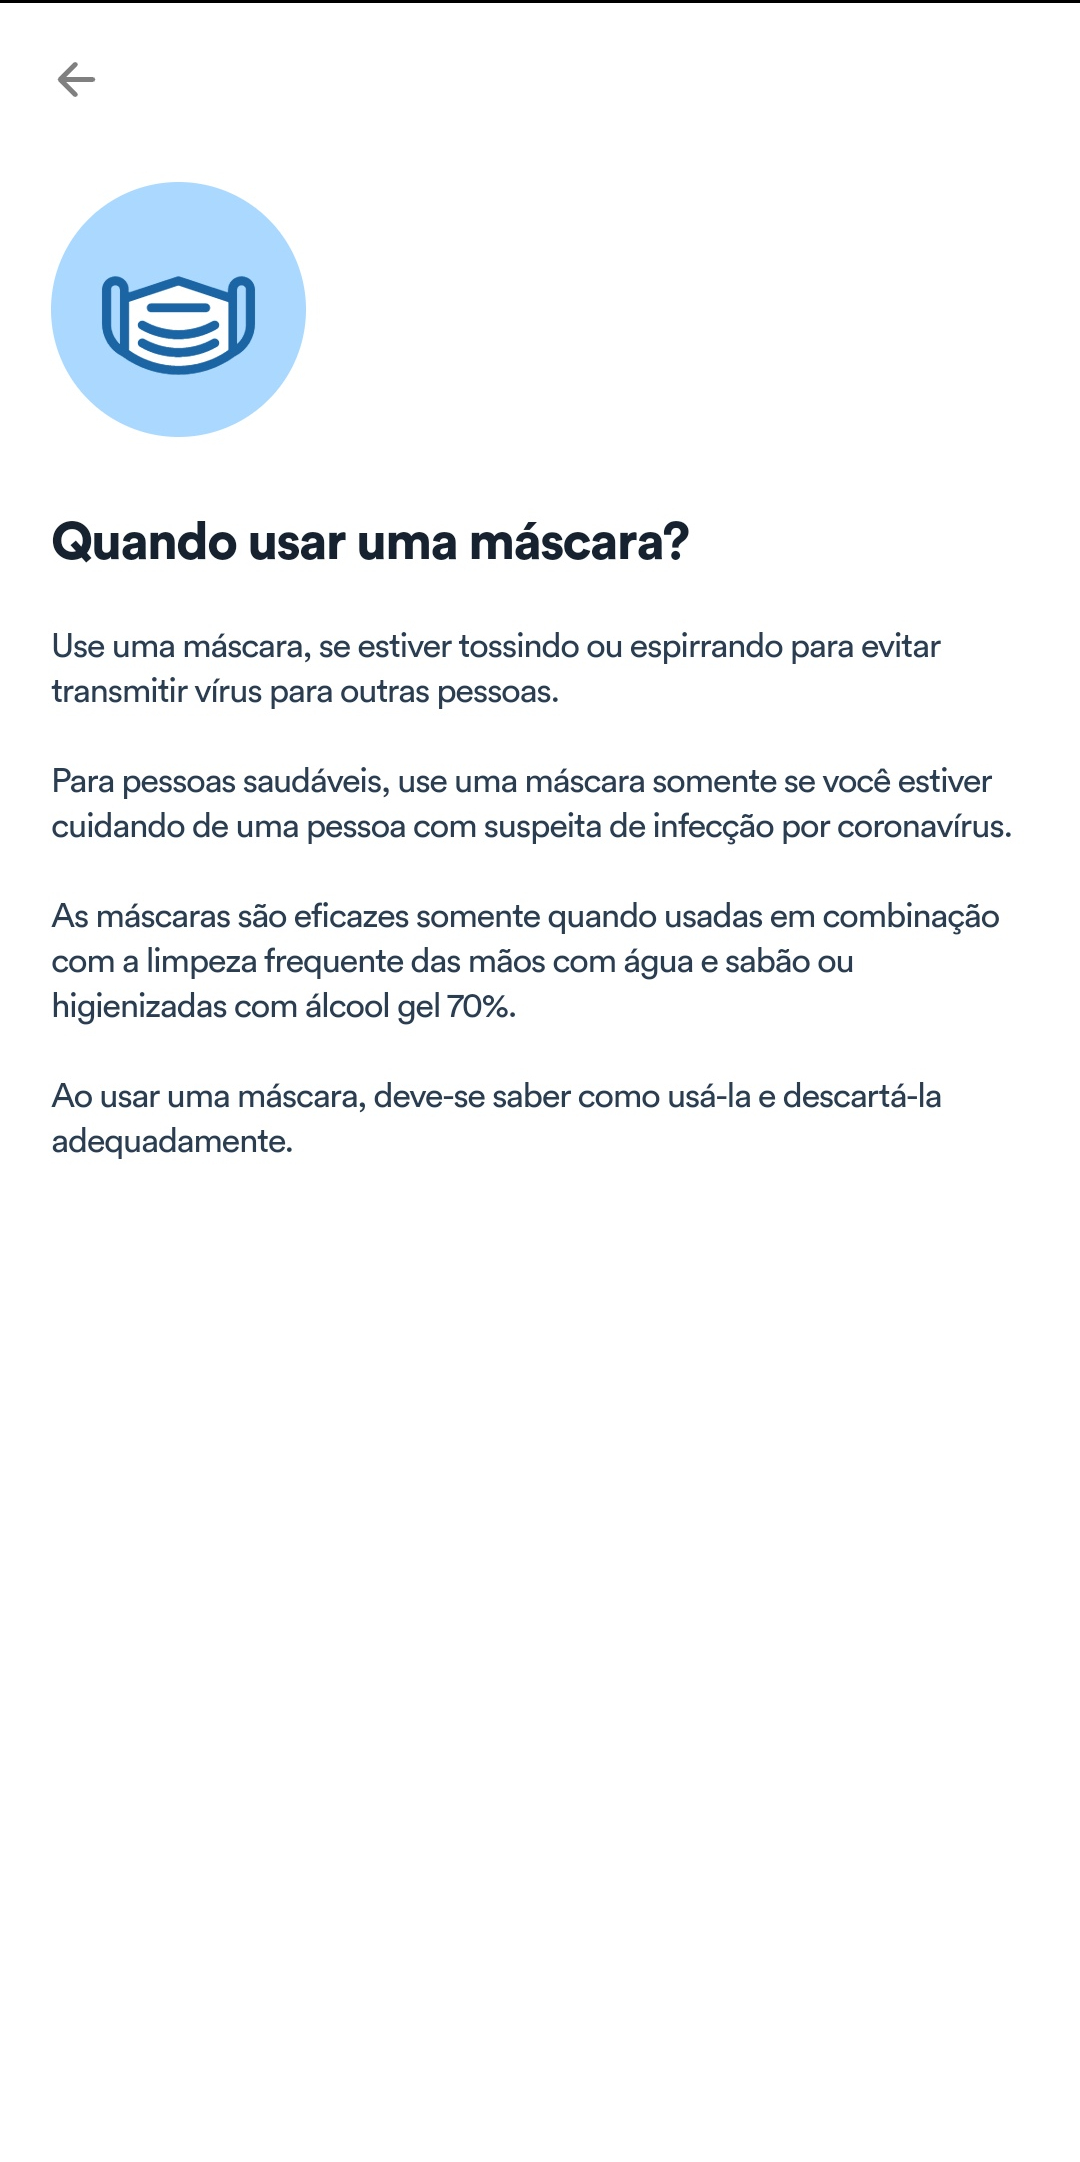 Quando usar uma máscara?
Use uma máscara, se estiver tossindo ou espirrando para evitar
transmitir vírus para outras pessoas.
Para pessoas saudáveis, use uma máscara somente se você estiver
cuidando de uma pessoa com suspeita de infecção por coronavírus.
As máscaras são eficazes somente quando usadas em combinação
com a limpeza frequente das mãos com água e sabão ou
higienizadas com álcool gel 70%.
Ao usar uma máscara, deve-se saber como usá-la e descartá-la
adequadamente.